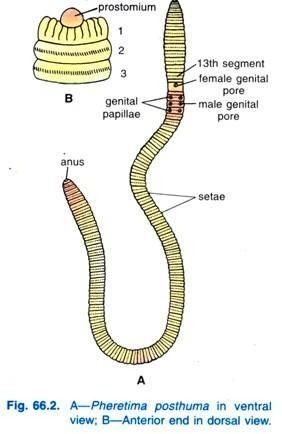 prostomium
1
2
3
B
13th segment
female genital
pore
genital
papillae
male genital
pore
anus
setae
A
Fig. 66.2. A—Pheretima posthuma in ventral
view; B—Anterior end in dorsal view.